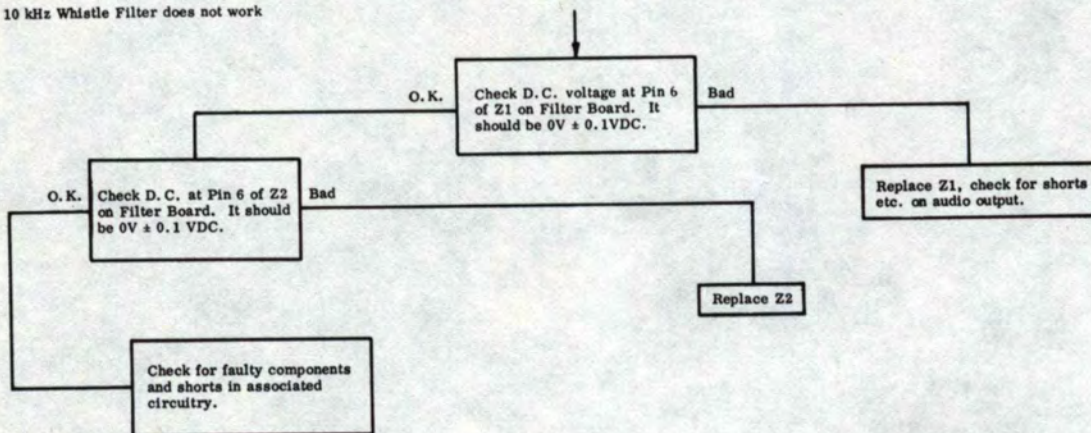 10 kHz Whistle Filter does not work
O.K.
Check D.C. voltage at Pin 6
of Z1 on Filter Board. It
should be 0V ± 0.1VDC.
Bad
O.K.
Check D.C. at Pin 6 of Z2
on Filter Board. It should
be 0V ± 0.1 VDC.
Bad
Replace Z1, check for shorts
etc. on audio output.
Replace Z2
Check for faulty components
and shorts in associated
circuitry.